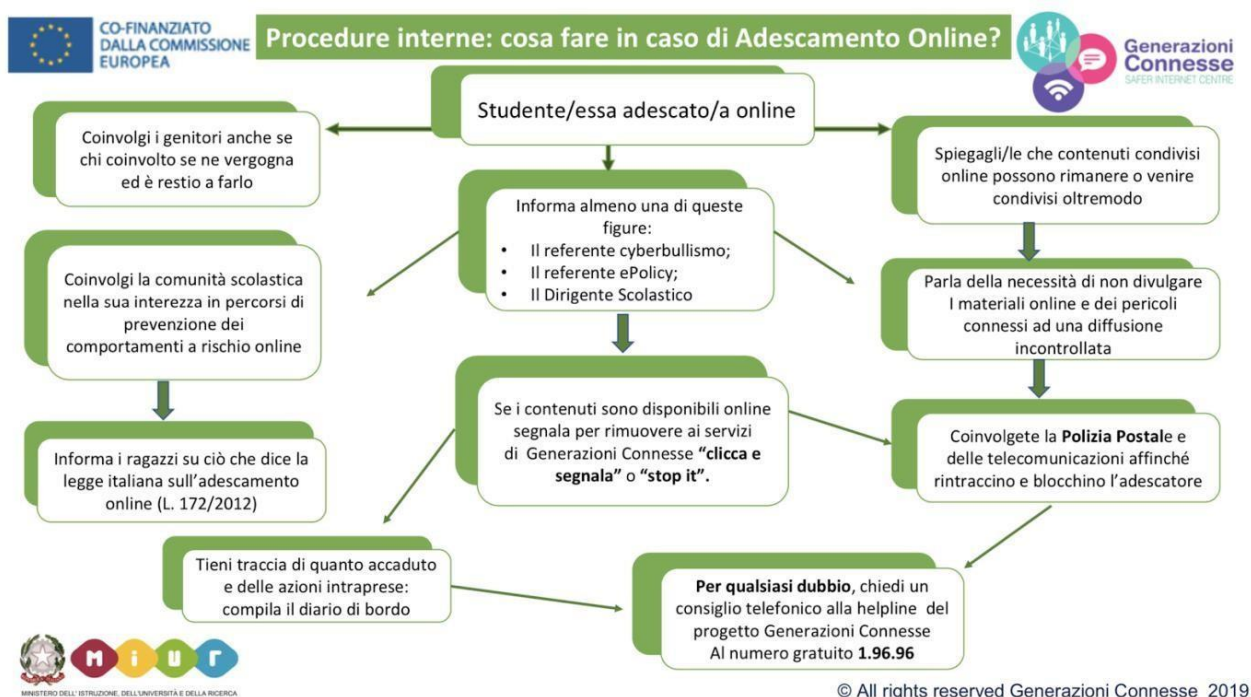 CO-FINANZIATO
DALLA COMMISSIONE
EUROPEA
Procedure interne: cosa fare in caso di Adescamento Online?
Generazioni
Connesse
SAFER INTERNET CENTRE
Studente/essa adescato/a online
Coinvolgi i genitori anche se
chi coinvolto se ne vergogna
ed è restio a farlo
Informa almeno una di queste
figure:
• Il referente cyberbullismo;
• Il referente ePolicy;
• Il Dirigente Scolastico
Spiegagli/le che contenuti condivisi
online possono rimanere o venire
condivisi oltremodo
Coinvolgi la comunità scolastica
nella sua interezza in percorsi di
prevenzione dei
comportamenti a rischio online
Parla della necessità di non divulgare
I materiali online e dei pericoli
connessi ad una diffusione
incontrollata
Se i contenuti sono disponibili online
segnala per rimuovere ai servizi
di Generazioni Connesse “clicca e
segnala” o “stop it”.
Informa i ragazzi su ciò che dice la
legge italiana sull’adescamento
online (L. 172/2012)
Coinvolgete la Polizia Postale e
delle telecomunicazioni affinché
rintraccino e blocchino l’adescatore
Tieni traccia di quanto accaduto
e delle azioni intraprese:
compila il diario di bordo
Per qualsiasi dubbio, chiedi un
consiglio telefonico alla helpline del
progetto Generazioni Connesse
Al numero gratuito 1.96.96
miur
MINISTERO DELL' ISTRUZIONE, DELL'UNIVERSITÀ E DELLA RICERCA
© All rights reserved Generazioni Connesse 2019